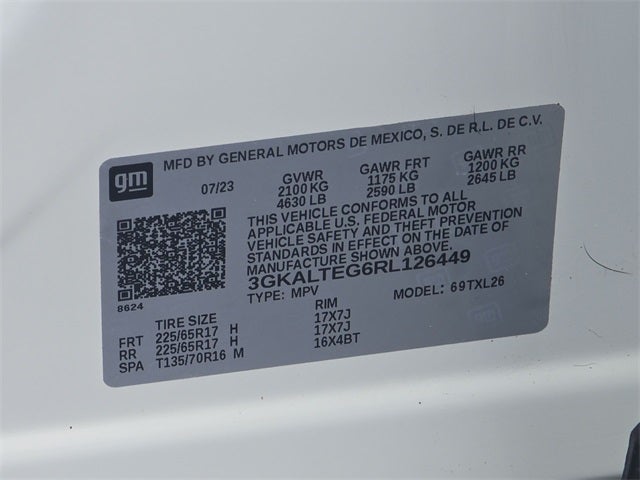 gm
MFD BY GENERAL MOTORS DE MEXICO, S. DE R.L. DE C.V.
07/23
GVWR
2100 KG
4630 LB
GAWR FRT
1175 KG
2590 LB
GAWR RR
1200 KG
2645 LB
THIS VEHICLE CONFORMS TO ALL
APPLICABLE U.S. FEDERAL MOTOR
VEHICLE SAFETY AND THEFT PREVENTION
STANDARDS IN EFFECT ON THE DATE OF
MANUFACTURE SHOWN ABOVE.
3GKALTEG6RL126449
TYPE: MPV
MODEL: 69TXL26
8624
TIRE SIZE
RIM
FRT 225/65R17 H 17X7J
RR 225/65R17 H 17X7J
SPA T135/70R16 M 16X4BT